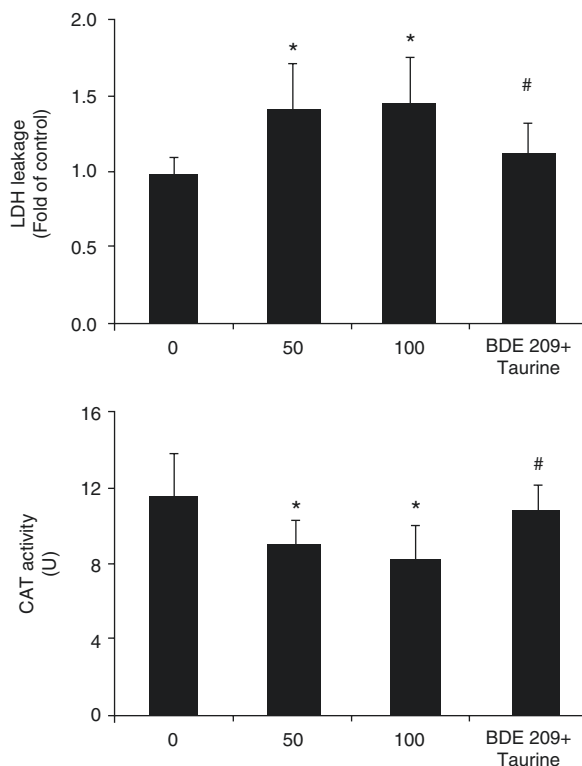 2.0
1.5
1.0
0.5
0.0
LDH leakage
(Fold of control)
* * #
0 50 100 BDE 209+
Taurine
16
12
8
4
0
CAT activity
(U)
* * #
0 50 100 BDE 209+
Taurine